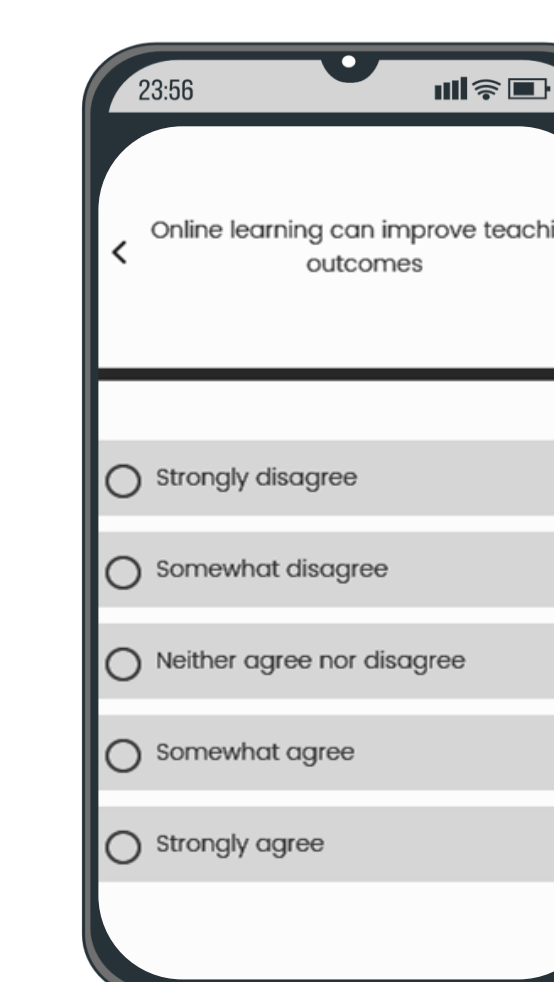 23:56
Online learning can improve teachi
outcomes
Strongly disagree
Somewhat disagree
Neither agree nor disagree
Somewhat agree
Strongly agree